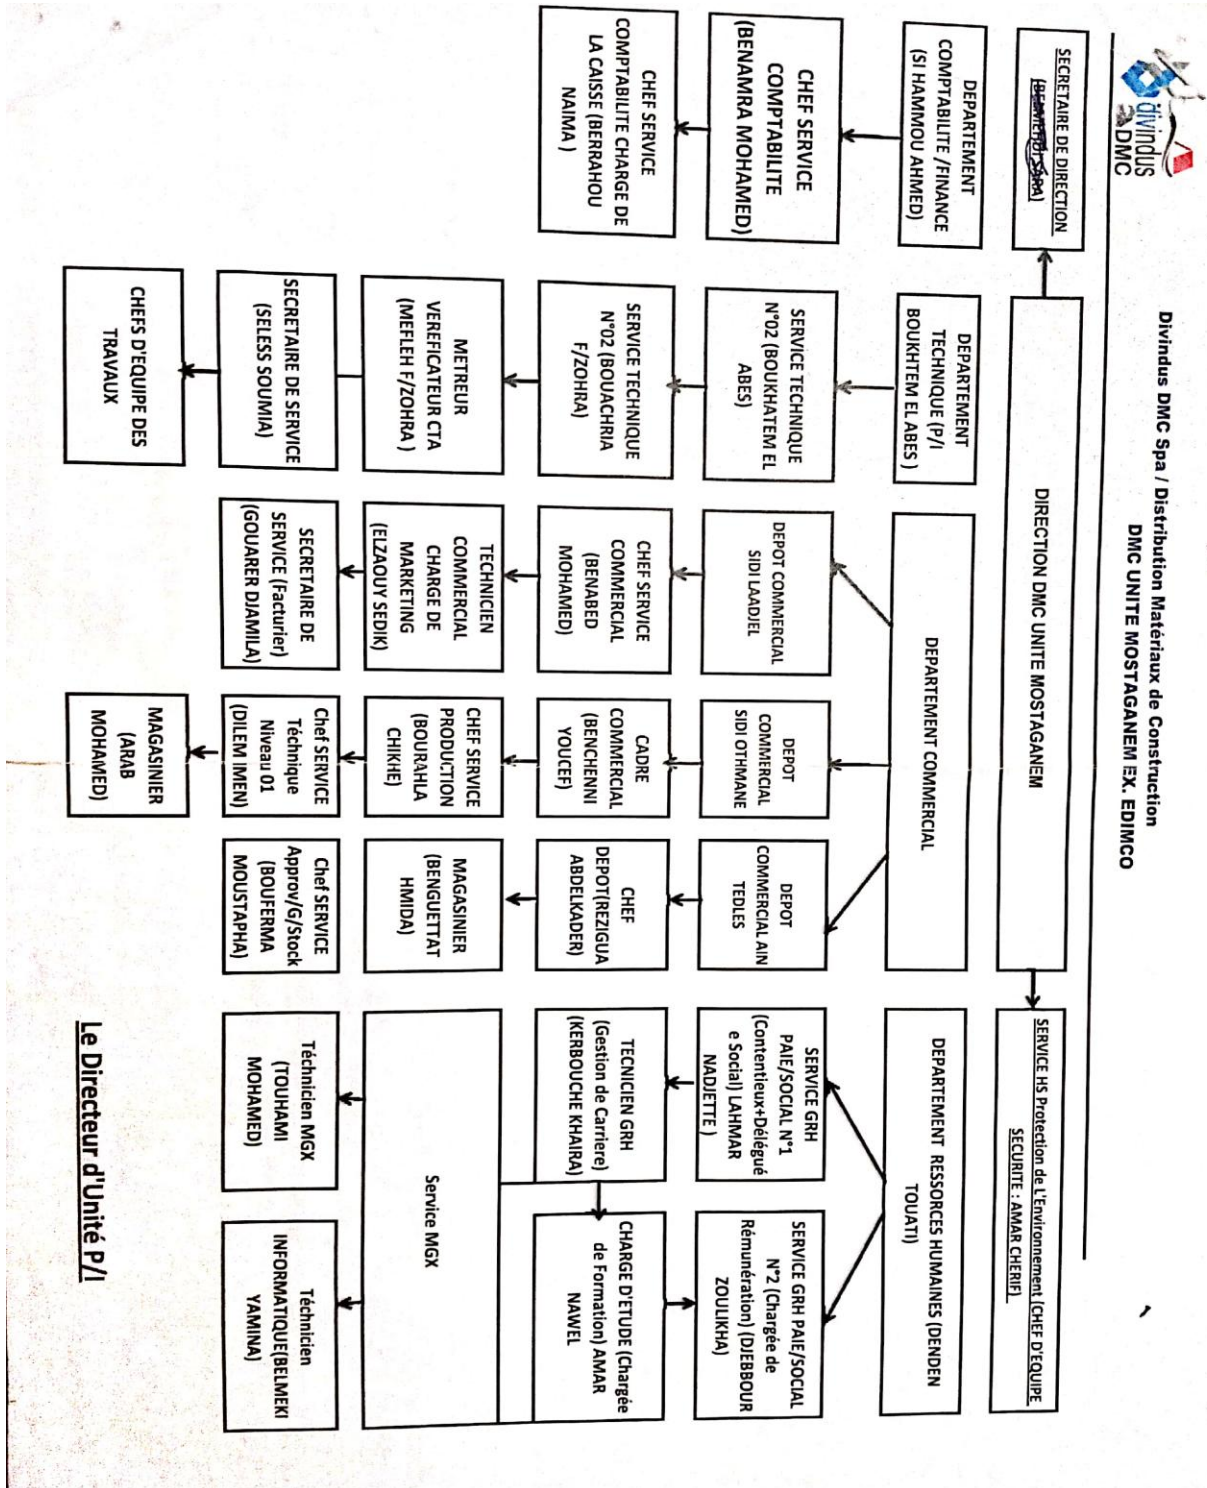 divindus
DMC
Divindus DMC Spa / Distribution Matériaux de Construction
DMC UNITE MOSTAGANEM EX. EDIMCO
SECRETAIRE DE DIRECTION
DIRECTION DMC UNITE MOSTAGANEM
SERVICE HS Protection de L'Environnement (CHEF D'EQUIPE
SECURITE : AMAR CHERIF)
DEPARTEMENT
COMPTABILITE /FINANCE
(SI HAMMOU AHMED)
DEPARTEMENT
TECHNIQUE (P/I
BOUKHTEM EL ABES )
DEPARTEMENT COMMERCIAL
DEPARTEMENT RESSORCES HUMAINES (DENDEN
TOUATI)
CHEF SERVICE
COMPTABILITE
(BENAMRA MOHAMED)
SERVICE TECHNIQUE
N°02 (BOUKHATEM EL
ABES)
DEPOT COMMERCIAL
SIDI LAADJEL
DEPOT
COMMERCIAL
SIDI OTHMANE
DEPOT
COMMERCIAL AIN
TEDLES
SERVICE GRH
PAIE/SOCIAL N°1
(Contentieux+Délégué
e Social) LAHMAR
NADJETTE )
SERVICE GRH PAIE/SOCIAL
N°2 (Chargée de
Rémunération) (DJEBBOUR
ZOULIKHA)
CHEF SERVICE
COMPTABILITE CHARGE DE
LA CAISSE (BERRAHOU
NAIMA )
SERVICE TECHNIQUE
N°02 (BOUACHRIA
F/ZOHRA)
CHEF SERVICE
COMMERCIAL
(BENABED
MOHAMED)
CADRE
COMMERCIAL
(BENCHENNI
YOUCEF)
CHEF
DEPOT(REZIGUA
ABDELKADER)
TECNICIEN GRH
(Gestion de Carriere)
(KERBOUCHE KHAIRA)
CHARGE D'ETUDE (Chargée
de Formation) AMAR
NAWEL
METREUR
VEREFICATEUR CTA
(MEFLEH F/ZOHRA )
TECHNICIEN
COMMERCIAL
CHARGE DE
MARKETING
(ELZAOUY SEDIK)
CHEF SERVICE
PRODUCTION
(BOURAHLA
CHIKHE)
MAGASINIER
(BENGUETTAT
HMIDA)
Service MGX
SECRETAIRE DE SERVICE
(SELESS SOUMIA)
SECRETAIRE DE
SERVICE (Facturier)
(GOUARER DJAMILA)
Chef SERVICE
Téchnique
Niveau 01
(DILEM IMEN)
Chef SERVICE
Approv/G/Stock
(BOUFERMA
MOUSTAPHA)
Téchnicien MGX
(TOUHAMI
MOHAMED)
Téchnicien
INFORMATIQUE(BELMEKI
YAMINA)
CHEFS D'EQUIPE DES
TRAVAUX
MAGASINIER
(ARAB
MOHAMED)
Le Directeur d'Unité P/I